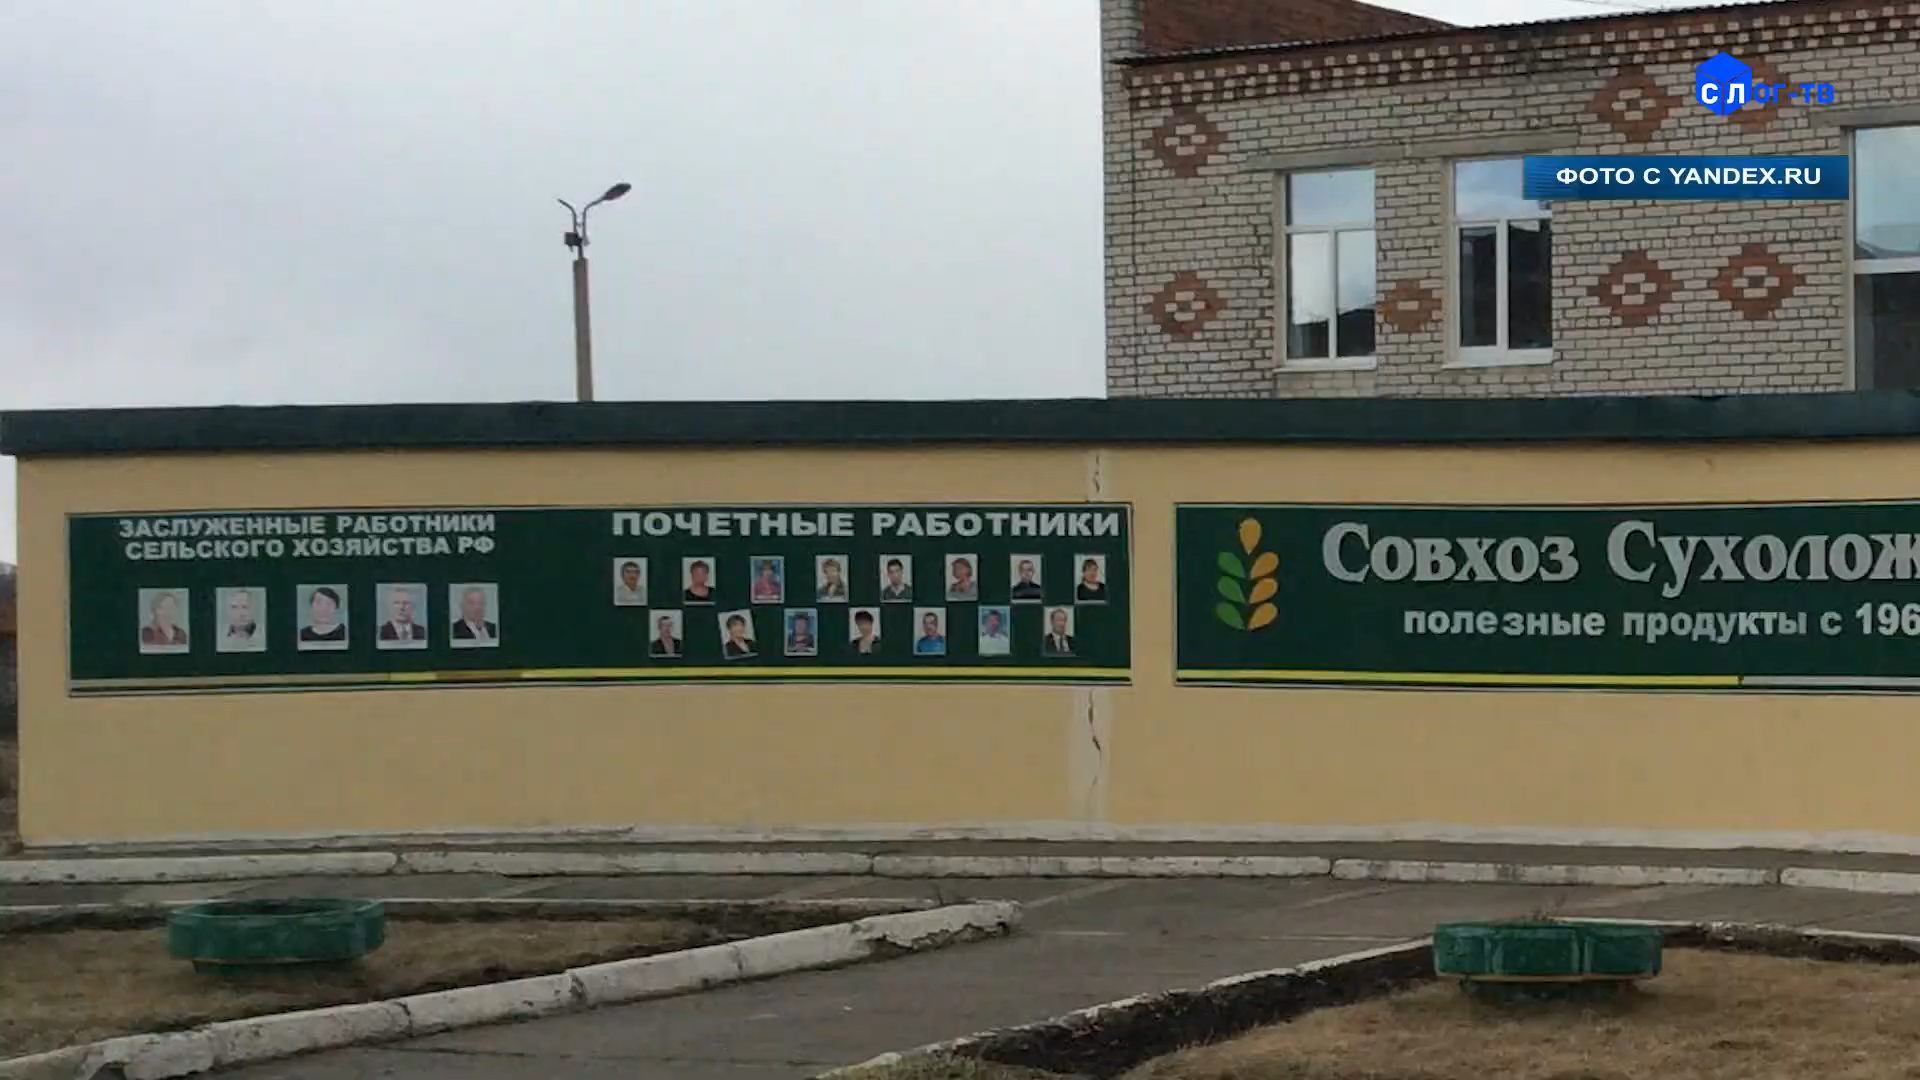 СЛОГ-ТВ
ФОТО С YANDEX.RU
ЗАСЛУЖЕННЫЕ РАБОТНИКИ
СЕЛЬСКОГО ХОЗЯЙСТВА РФ
ПОЧЕТНЫЕ РАБОТНИКИ
Совхоз Сухолож
полезные продукты с 196